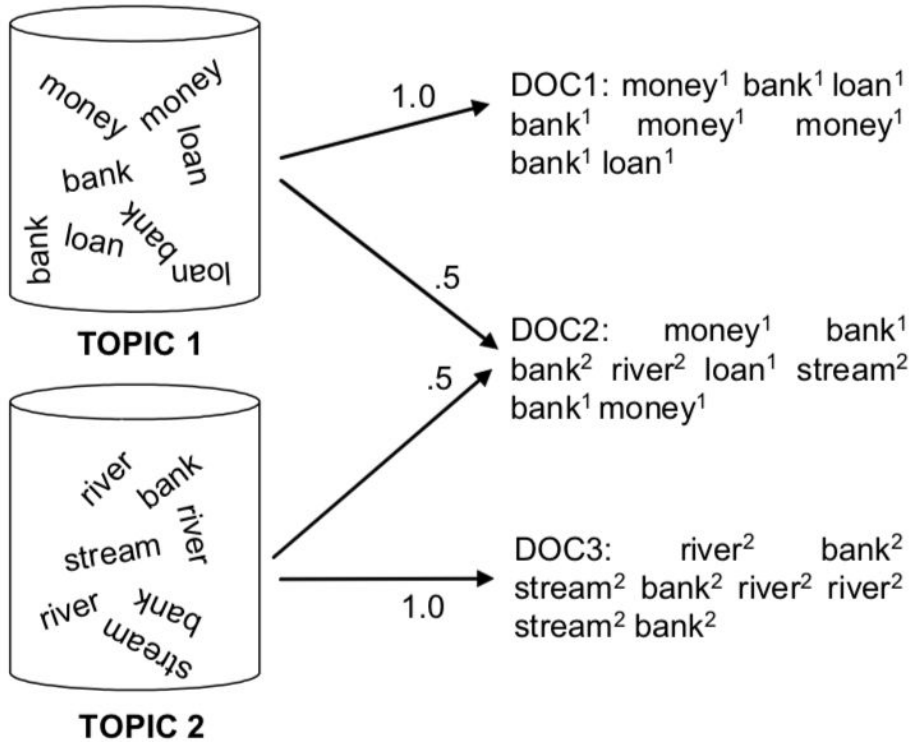 money
money
loan
bank
bank
loan
bank
loan
TOPIC 1
1.0
.5
DOC1: money¹ bank¹ loan¹
bank¹ money¹ money¹
bank¹ loan¹
DOC2: money¹ bank¹
bank² river² loan¹ stream²
bank¹ money¹
river
bank
river
stream
river
bank
stream
TOPIC 2
.5
1.0
DOC3: river² bank²
stream² bank² river² river²
stream² bank²